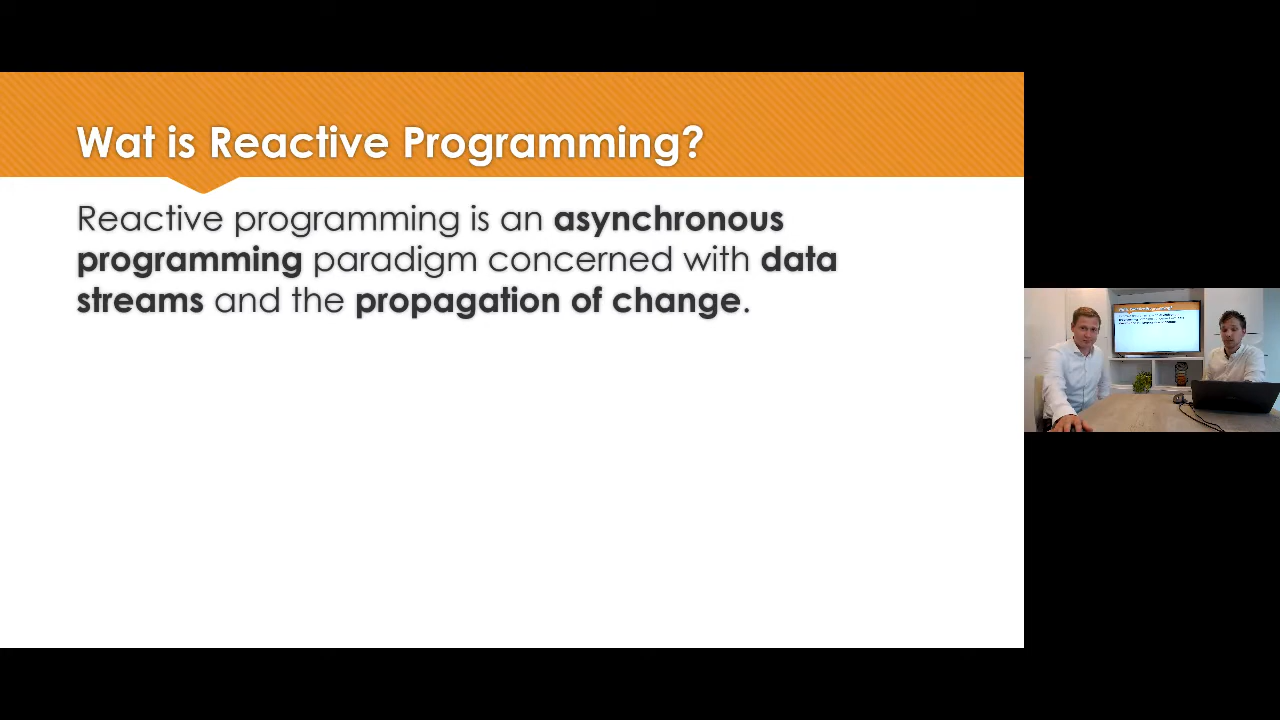 Wat is Reactive Programming?
Reactive programming is an asynchronous
programming paradigm concerned with data
streams and the propagation of change.